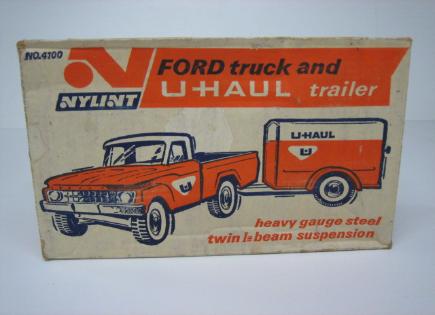 NO.4100
NYLINT
FORD truck and
U-HAUL trailer
U-HAUL
U
heavy gauge steel
twin I-beam suspension